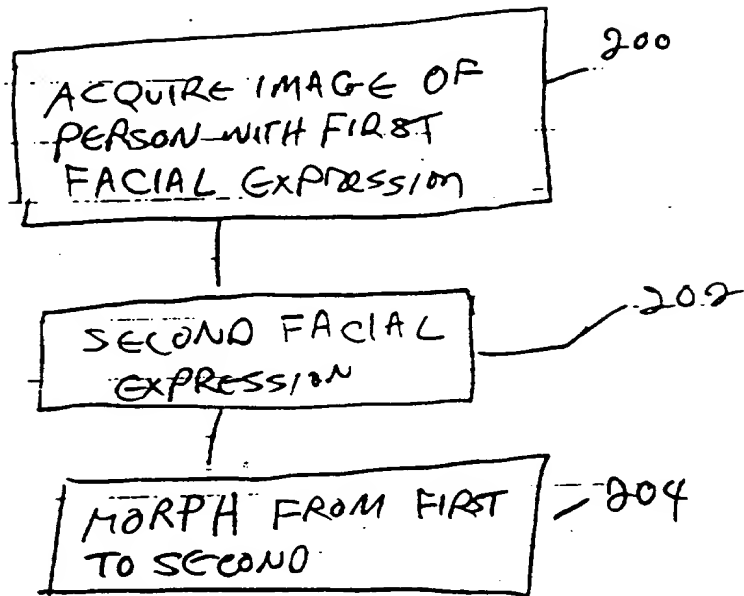 200
ACQUIRE IMAGE OF
PERSON WITH FIRST
FACIAL EXPRESSION
202
SECOND FACIAL
EXPRESSION
204
MORPH FROM FIRST
TO SECOND